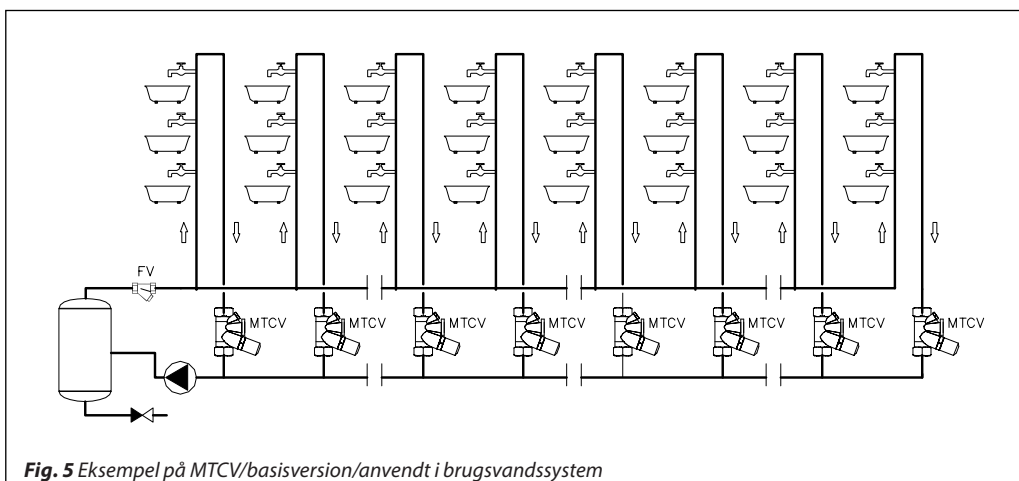 FV
MTCV MTCV MTCV MTCV MTCV MTCV MTCV MTCV
Fig. 5 Eksempel på MTCV/basisversion/anvendt i brugsvandssystem